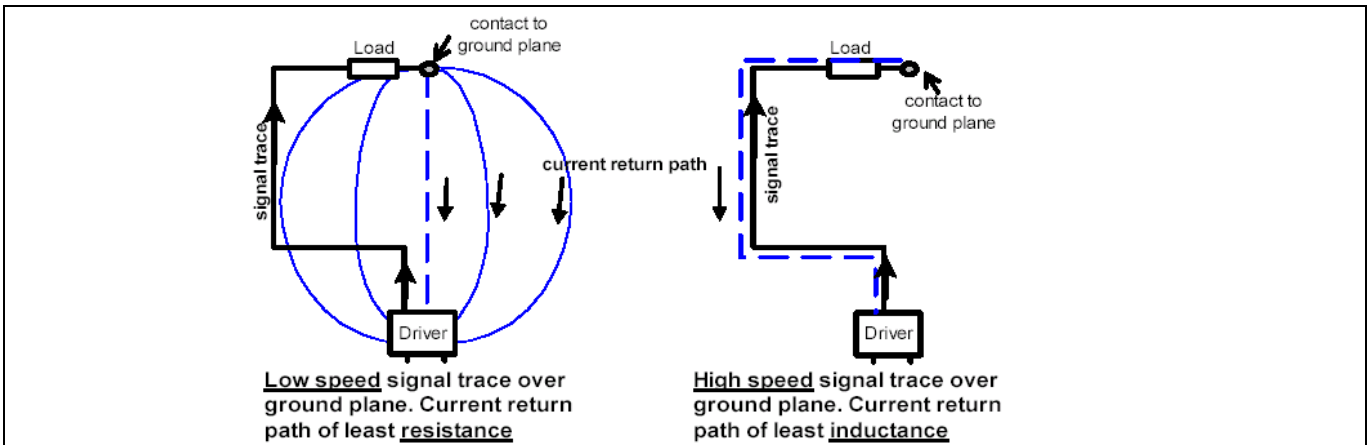 contact to
ground plane
Load
signal trace
Driver
Low speed signal trace over
ground plane. Current return
path of least resistance
current return path
Load
contact to
ground plane
signal trace
Driver
High speed signal trace over
ground plane. Current return
path of least inductance